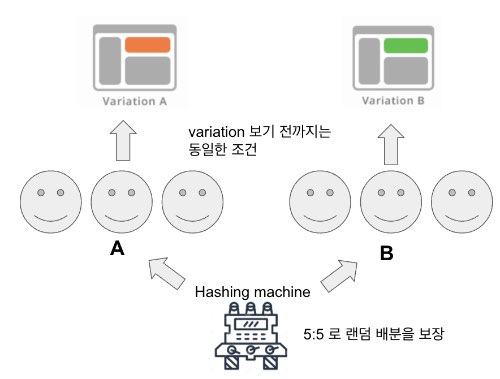 Variation A
Variation B
variation 보기 전까지는
동일한 조건
A
B
Hashing machine
5:5 로 랜덤 배분을 보장